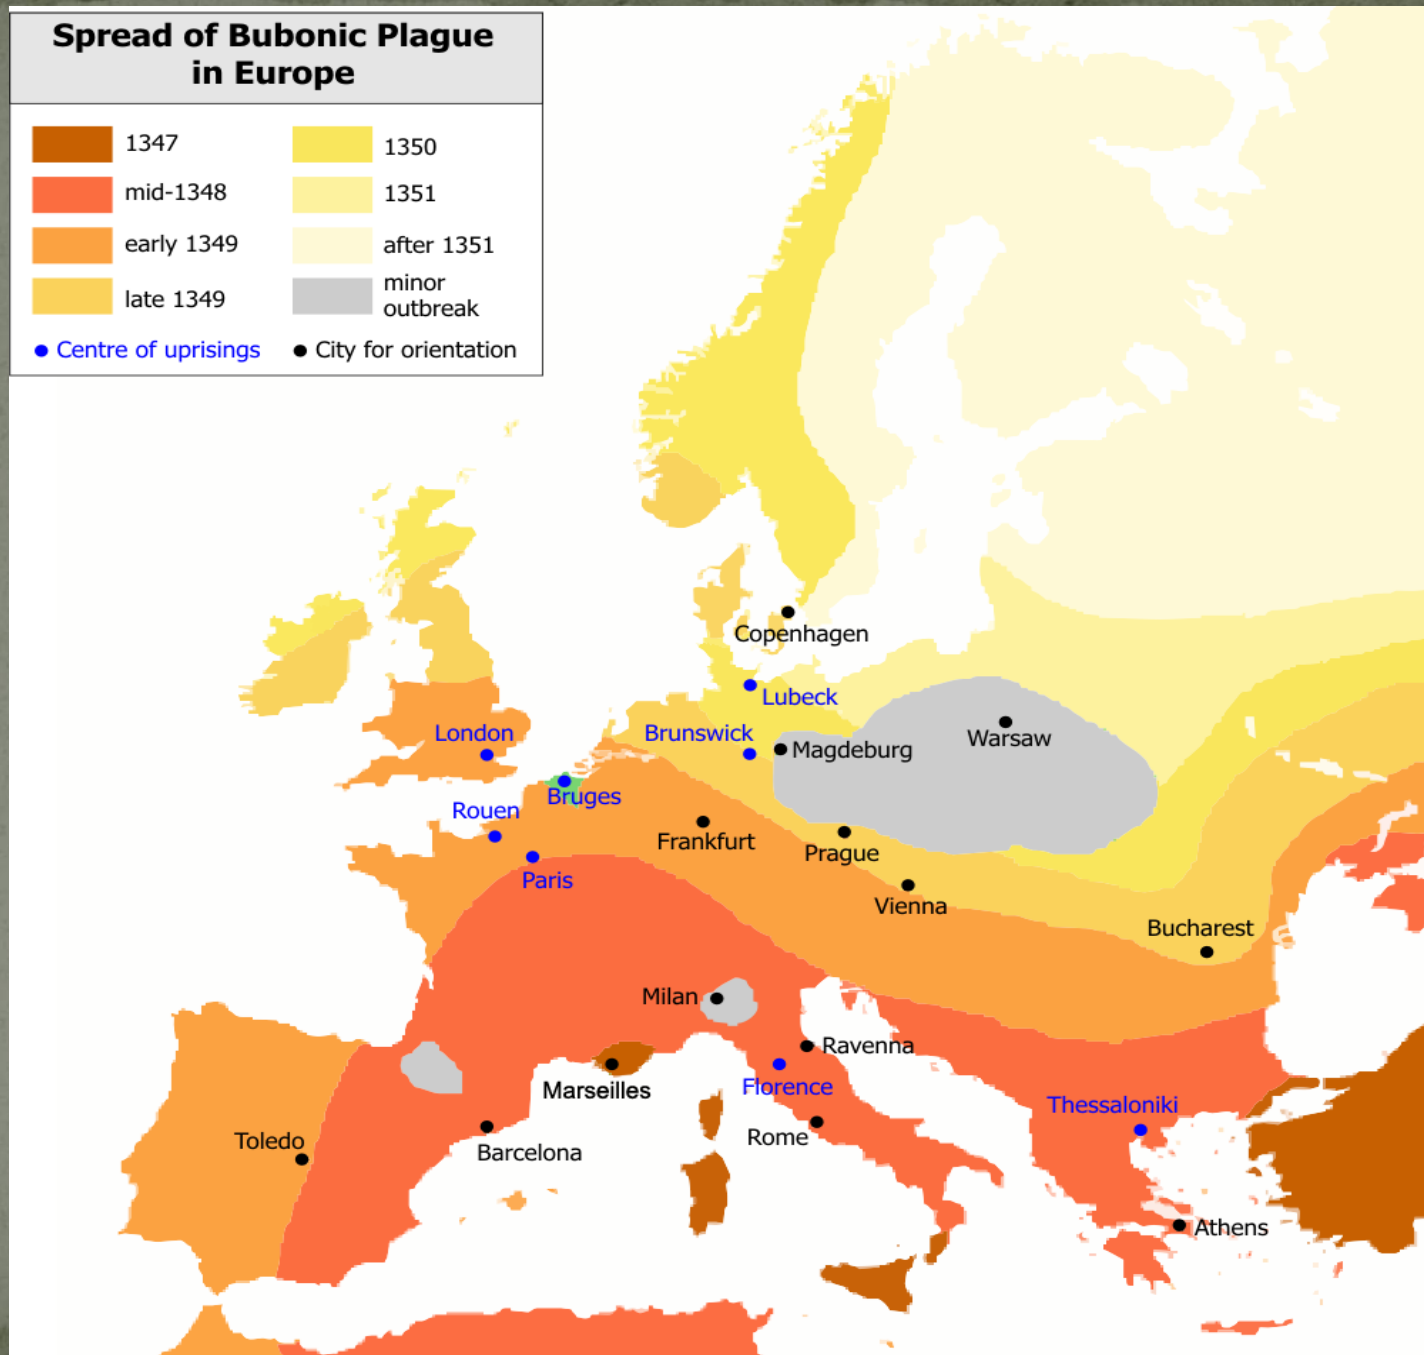 Spread of Bubonic Plague
in Europe
1347
mid-1348
early 1349
late 1349
1350
1351
after 1351
minor
outbreak
Centre of uprisings
City for orientation
Copenhagen
Lubeck
Brunswick
Magdeburg
Warsaw
London
Bruges
Rouen
Paris
Frankfurt
Prague
Vienna
Bucharest
Milan
Ravenna
Marseilles
Florence
Thessaloniki
Rome
Toledo
Barcelona
Athens